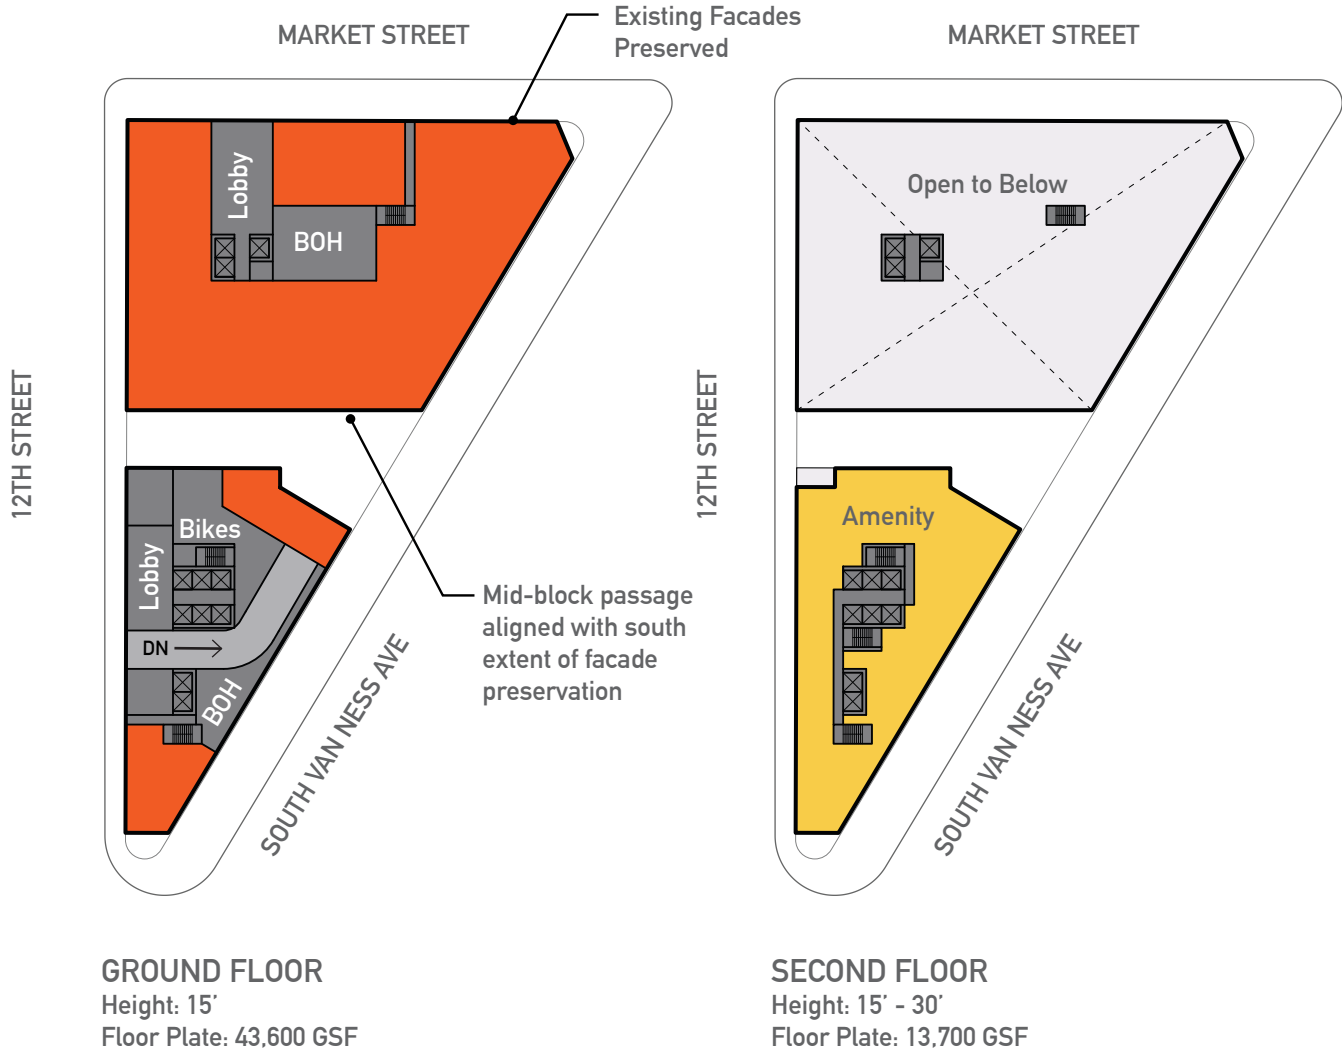 MARKET STREET
Existing Facades
Preserved
Lobby
BOH
12TH STREET
Bikes
Lobby
DN
BOH
Mid-block passage
aligned with south
extent of facade
preservation
SOUTH VAN NESS AVE
GROUND FLOOR
Height: 15’
Floor Plate: 43,600 GSF
MARKET STREET
Open to Below
12TH STREET
Amenity
SOUTH VAN NESS AVE
SECOND FLOOR
Height: 15’ - 30’
Floor Plate: 13,700 GSF